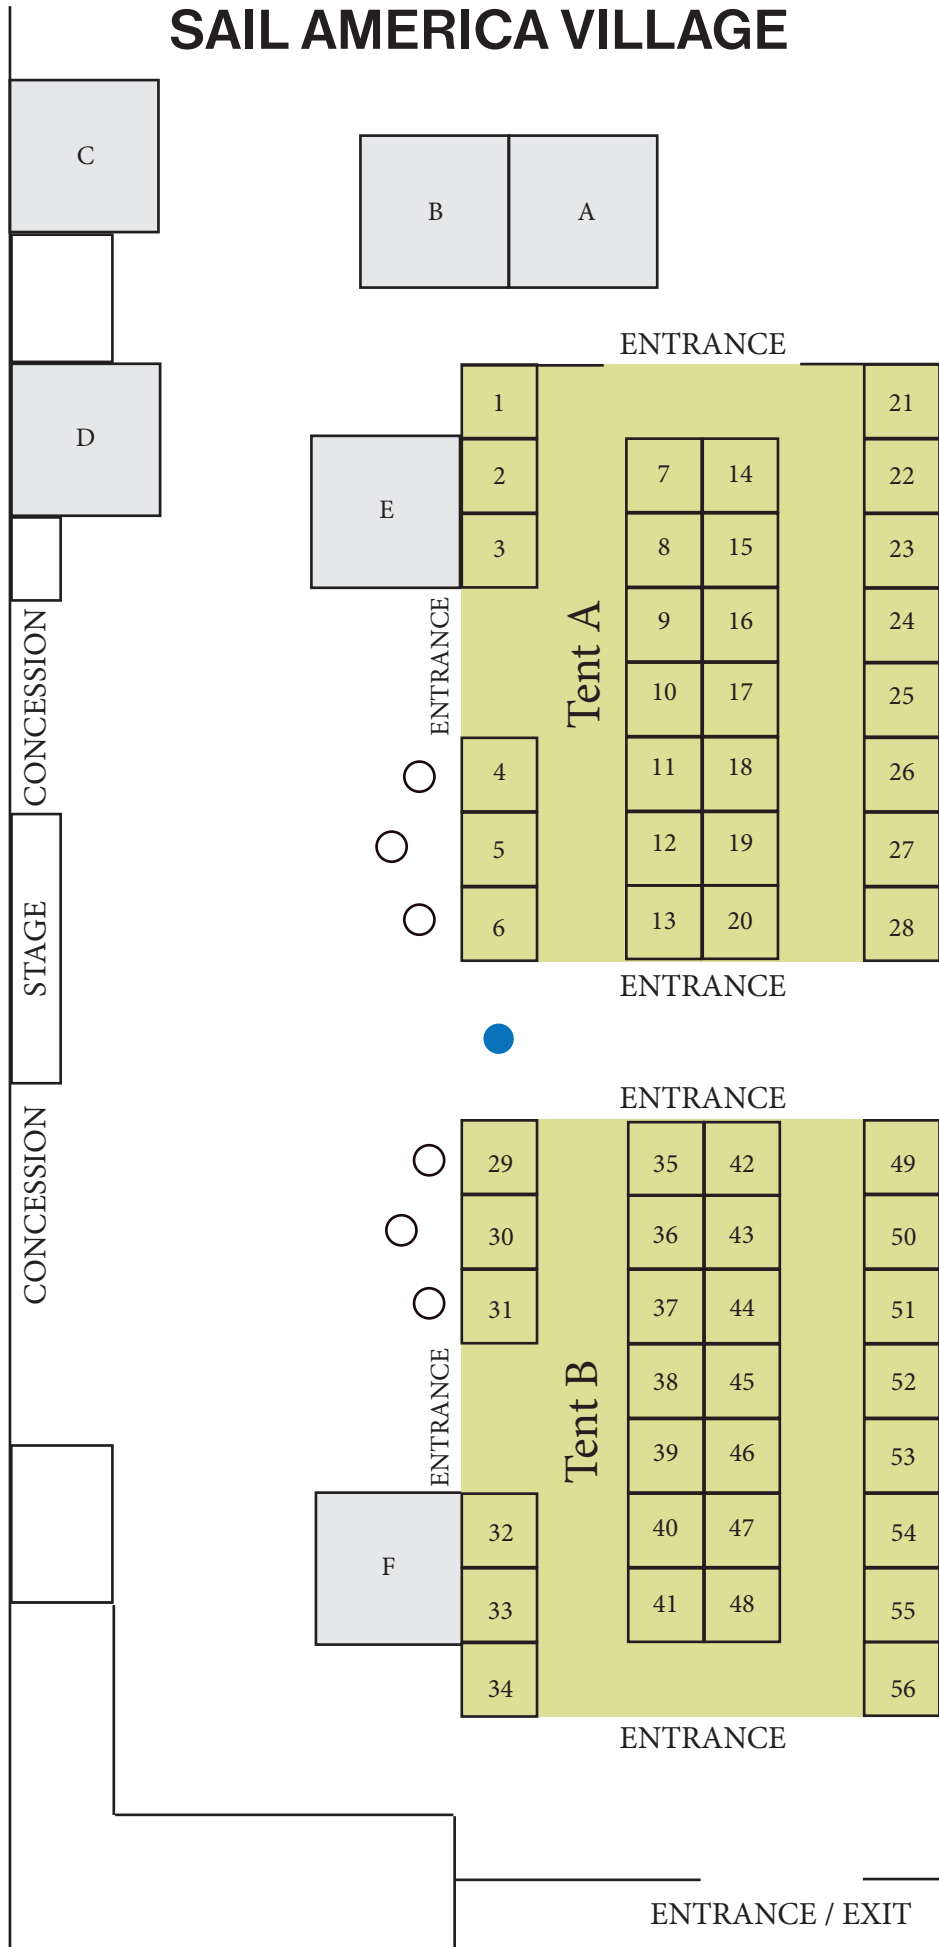 SAIL AMERICA VILLAGE
C
B A
ENTRANCE
D
E
1
2
3
ENTRANCE
4
5
6
Tent A
7 14
8 15
9 16
10 17
11 18
12 19
13 20
21
22
23
24
25
26
27
28
CONCESSION
STAGE
CONCESSION
ENTRANCE
ENTRANCE
29
30
31
ENTRANCE
F
32
33
34
Tent B
35 42
36 43
37 44
38 45
39 46
40 47
41 48
49
50
51
52
53
54
55
56
ENTRANCE
ENTRANCE / EXIT